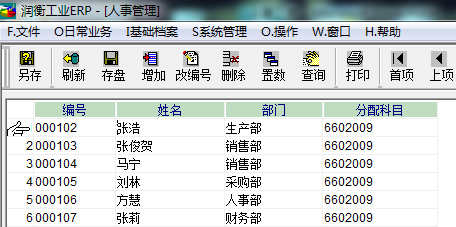 润衡工业ERP - [人事管理]
F.文件 O日常业务 I基础档案 S系统管理 O.操作 W.窗口 H.帮助
另存 刷新 存盘 增加 改编号 删除 置数 查询 打印 首项 上项
编号 姓名 部门 分配科目
000102 张浩 生产部 6602009
2 000103 张俊贺 销售部 6602009
3 000104 马宁 销售部 6602009
4 000105 刘林 采购部 6602009
5 000106 方慧 人事部 6602009
6 000107 张莉 财务部 6602009